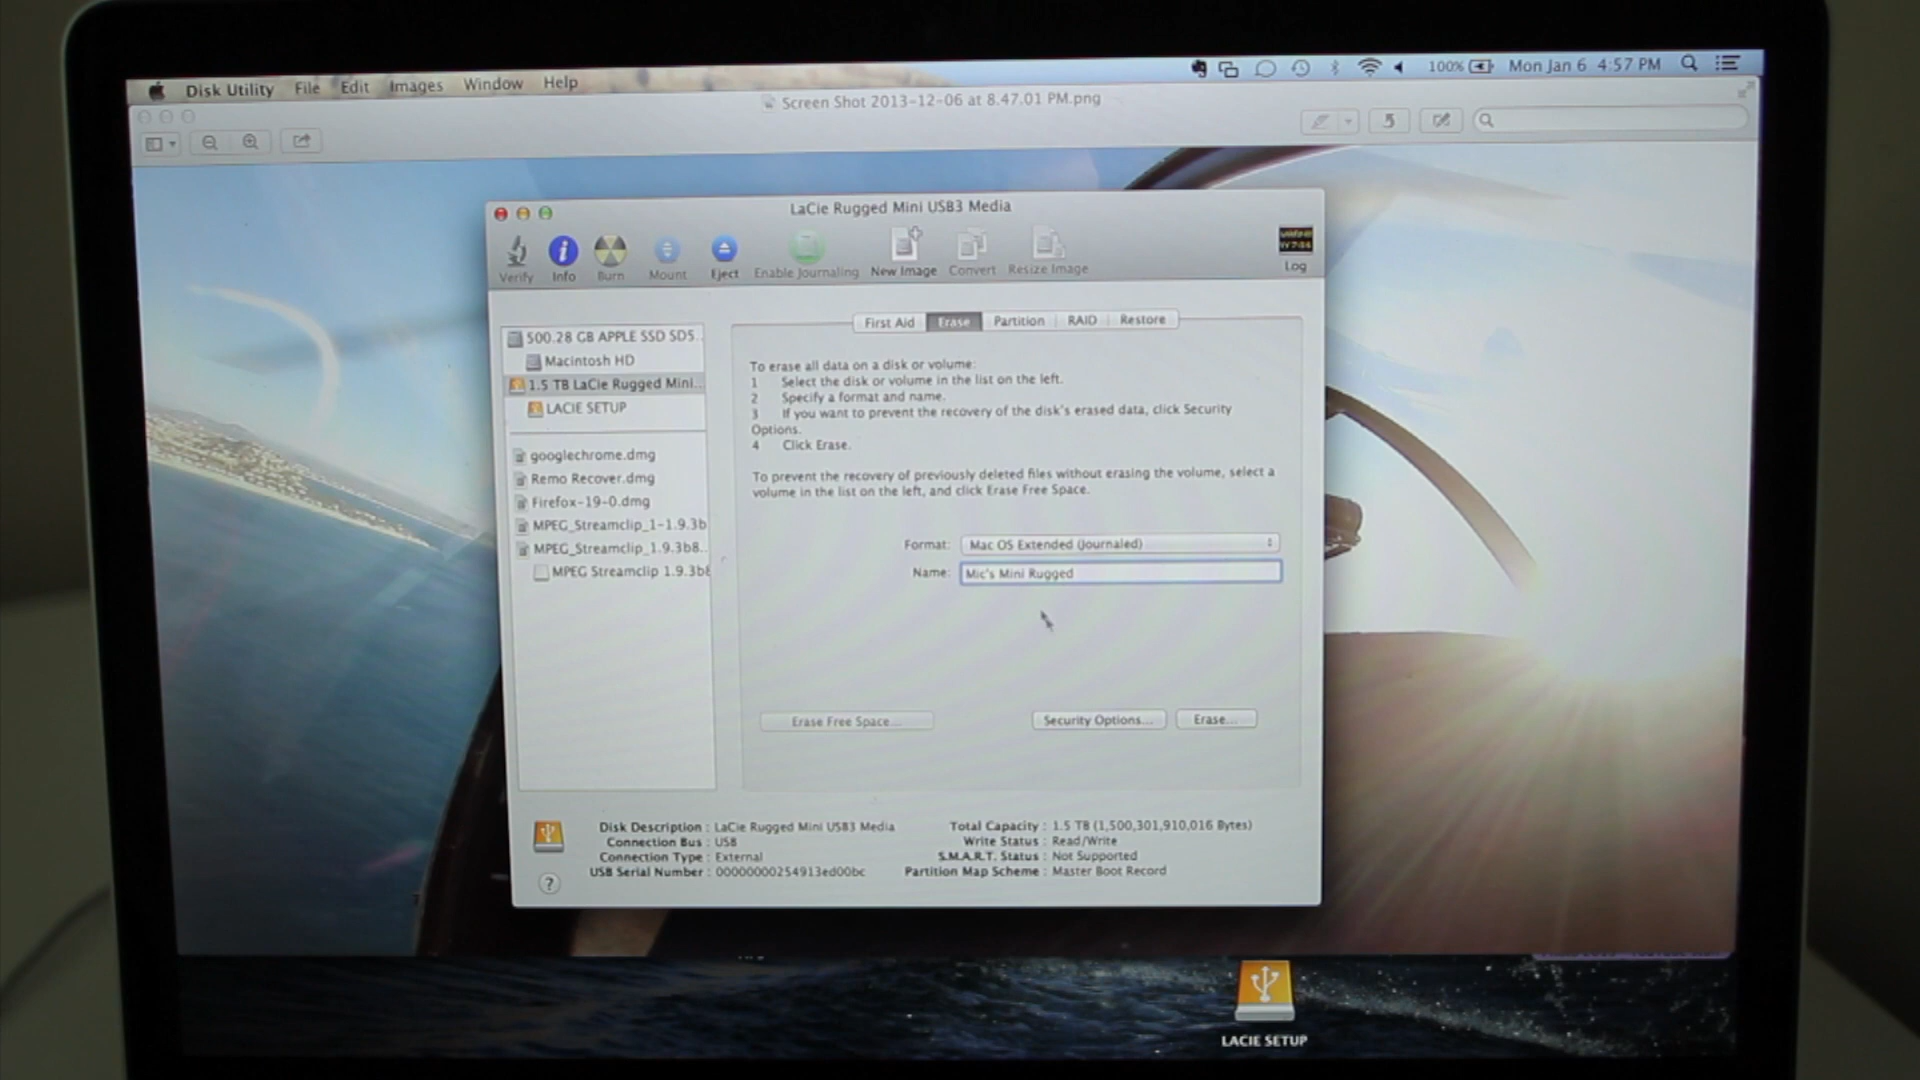 Disk Utility File Edit Images Window Help 100% Mon Jan 6 4:57 PM
Screen Shot 2013-12-06 at 8.47.01 PM.png
LaCie Rugged Mini USB3 Media
Verify Info Burn Mount Eject Enable Journaling New Image Convert Resize Image Log
500.28 GB APPLE SSD SD5...
Macintosh HD
1.5 TB LaCie Rugged Mini...
LACIE SETUP
googlechrome.dmg
Remo Recover.dmg
Firefox-19-0.dmg
MPEG_Streamclip_1-1.9.3b
MPEG_Streamclip_1.9.3b8...
MPEG Streamclip 1.9.3b8
First Aid Erase Partition RAID Restore
To erase all data on a disk or volume:
1 Select the disk or volume in the list on the left.
2 Specify a format and name.
3 If you want to prevent the recovery of the disk's erased data, click Security
Options.
4 Click Erase.
To prevent the recovery of previously deleted files without erasing the volume, select a
volume in the list on the left, and click Erase Free Space.
Format: Mac OS Extended (Journaled)
Name: Mic's Mini Rugged
Erase Free Space... Security Options... Erase...
Disk Description : LaCie Rugged Mini USB3 Media
Connection Bus : USB
Connection Type : External
USB Serial Number : 00000000254913ed00bc
Total Capacity : 1.5 TB (1,500,301,910,016 Bytes)
Write Status : Read/Write
S.M.A.R.T. Status : Not Supported
Partition Map Scheme : Master Boot Record
?
LACIE SETUP